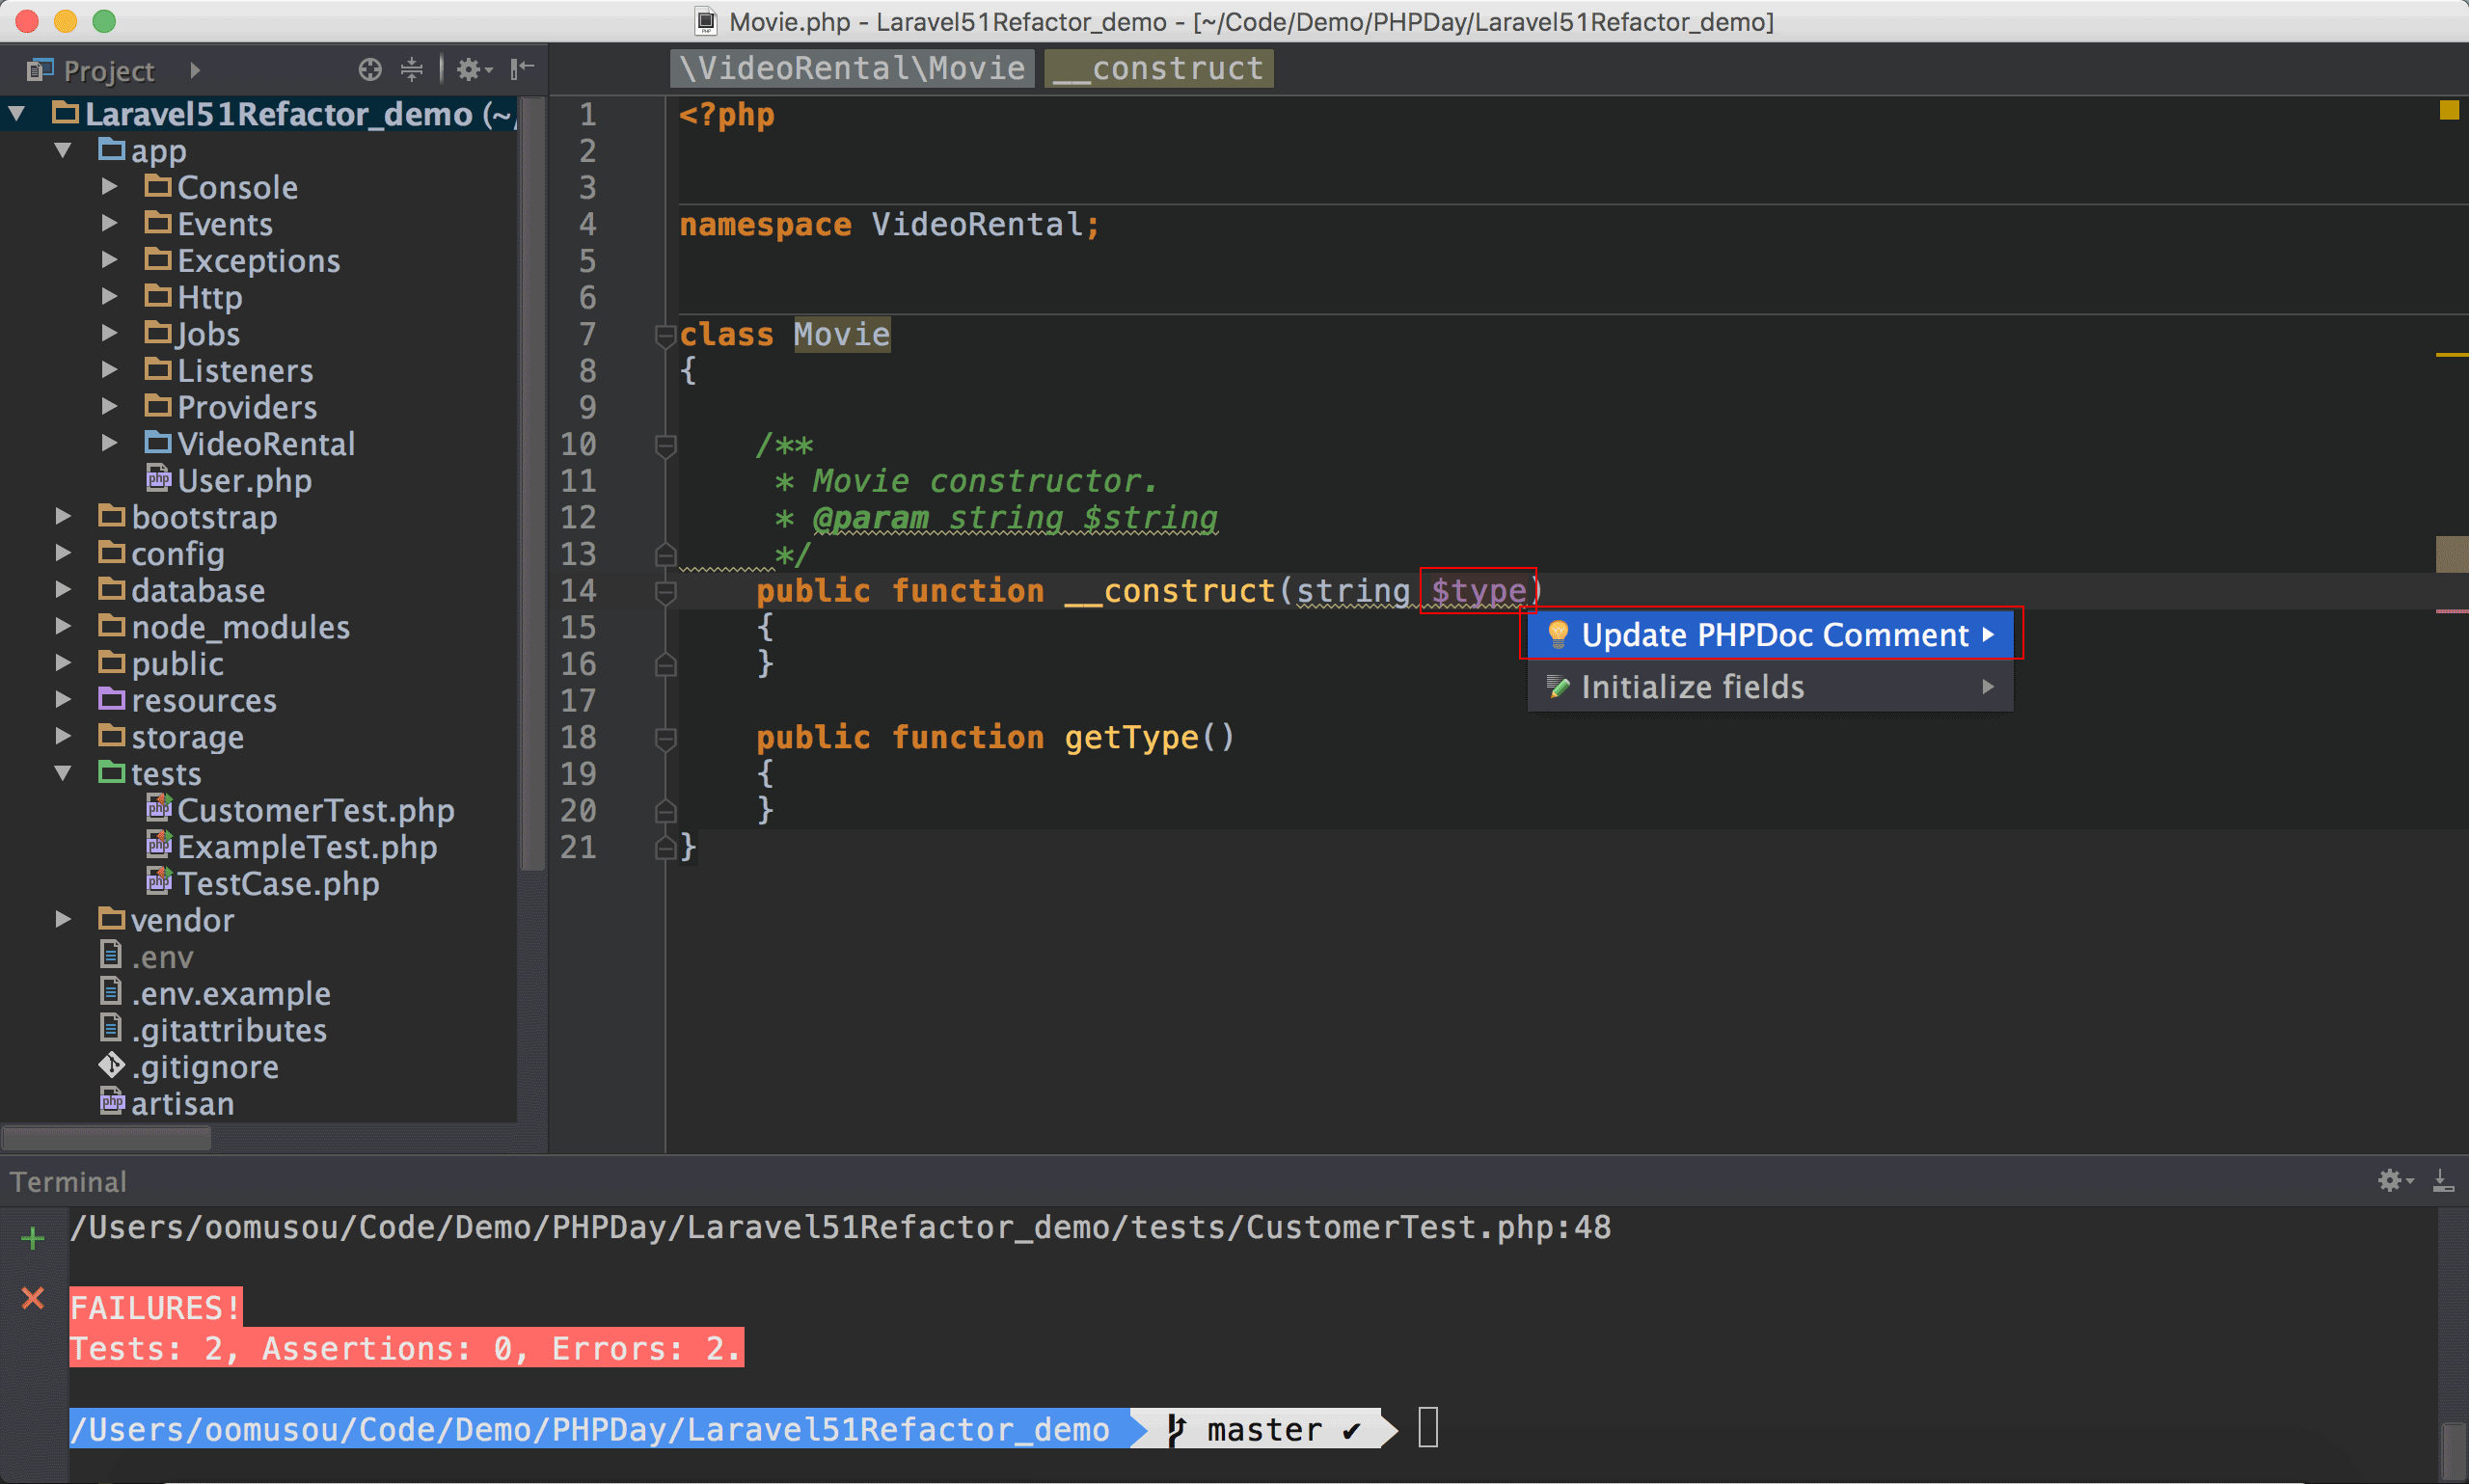 Movie.php - Laravel51Refactor_demo - [~/Code/Demo/PHPDay/Laravel51Refactor_demo]
Project
\VideoRental\Movie __construct
Laravel51Refactor_demo (~/
app
Console
Events
Exceptions
Http
Jobs
Listeners
Providers
VideoRental
User.php
bootstrap
config
database
node_modules
public
resources
storage
tests
CustomerTest.php
ExampleTest.php
TestCase.php
vendor
.env
.env.example
.gitattributes
.gitignore
artisan
1 <?php
2
3
4 namespace VideoRental;
5
6
7 class Movie
8 {
9
10 /**
11 * Movie constructor.
12 * @param string $string
13 */
14 public function __construct(string $type)
15 {
16 }
17
18 public function getType()
19 {
20 }
21 }
Update PHPDoc Comment
Initialize fields
Terminal
/Users/oomusou/Code/Demo/PHPDay/Laravel51Refactor_demo/tests/CustomerTest.php:48
FAILURES!
Tests: 2, Assertions: 0, Errors: 2.
/Users/oomusou/Code/Demo/PHPDay/Laravel51Refactor_demo master ✔